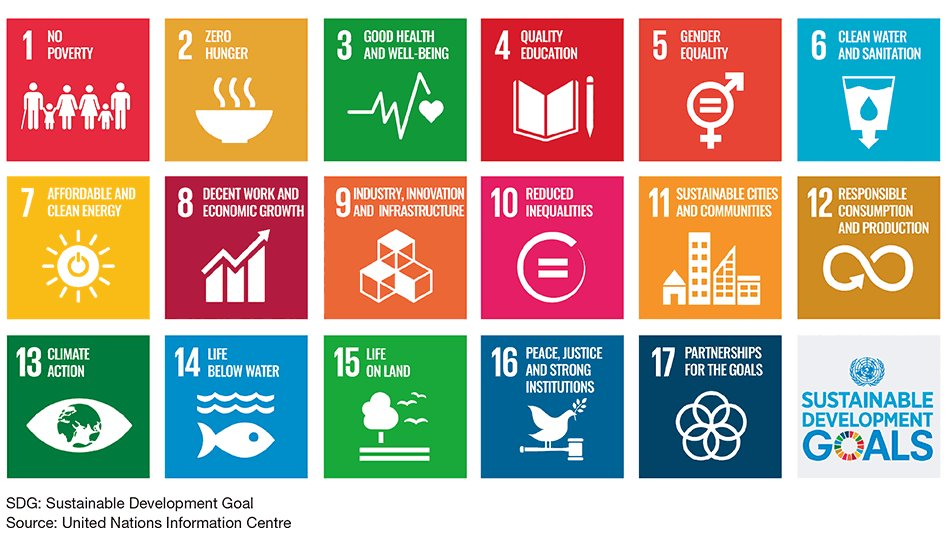 1 NO
POVERTY
2 ZERO
HUNGER
3 GOOD HEALTH
AND WELL-BEING
4 QUALITY
EDUCATION
5 GENDER
EQUALITY
6 CLEAN WATER
AND SANITATION
7 AFFORDABLE AND
CLEAN ENERGY
8 DECENT WORK AND
ECONOMIC GROWTH
9 INDUSTRY, INNOVATION
AND INFRASTRUCTURE
10 REDUCED
INEQUALITIES
11 SUSTAINABLE CITIES
AND COMMUNITIES
12 RESPONSIBLE
CONSUMPTION
AND PRODUCTION
13 CLIMATE
ACTION
14 LIFE
BELOW WATER
15 LIFE
ON LAND
16 PEACE, JUSTICE
AND STRONG
INSTITUTIONS
17 PARTNERSHIPS
FOR THE GOALS
SUSTAINABLE
DEVELOPMENT
GOALS
SDG: Sustainable Development Goal
Source: United Nations Information Centre